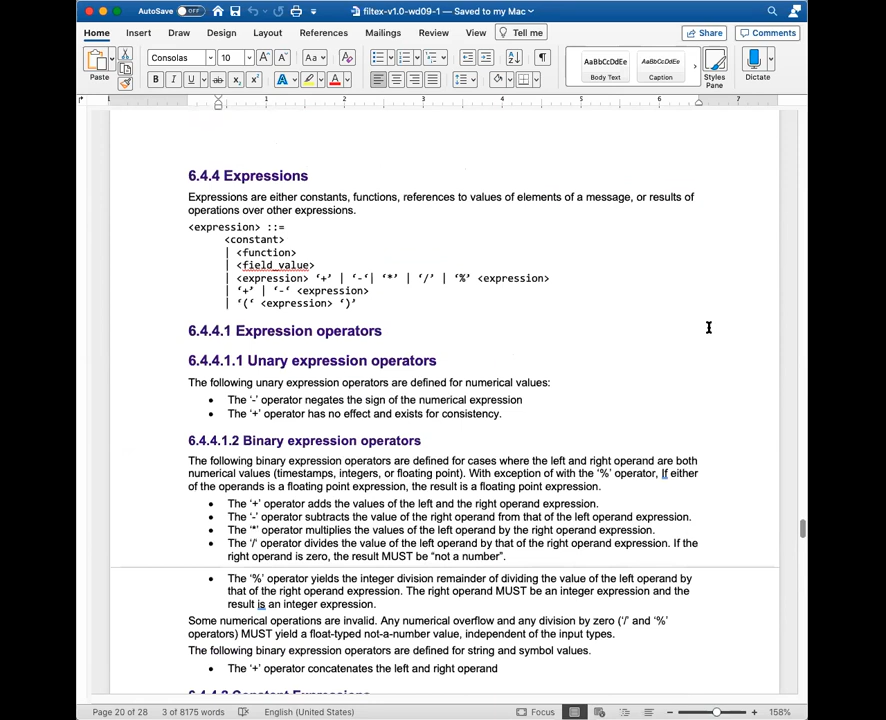 AutoSave OFF filtex-v1.0-wd09-1 — Saved to my Mac
Home Insert Draw Design Layout References Mailings Review View Tell me Share Comments
Paste Consolas 10 AaBbCcDdEe AaBbCcDdEe Styles Pane Dictate
Body Text Caption
1 2 3 4 5 6 7
6.4.4 Expressions
Expressions are either constants, functions, references to values of elements of a message, or results of
operations over other expressions.
<expression> ::=
<constant>
| <function>
| <field_value>
| <expression> ‘+’ | ‘-‘| ‘*’ | ‘/’ | ‘%’ <expression>
| ‘+’ | ‘-‘ <expression>
| ‘(‘ <expression> ‘)’
6.4.4.1 Expression operators
6.4.4.1.1 Unary expression operators
The following unary expression operators are defined for numerical values:
• The ‘-’ operator negates the sign of the numerical expression
• The ‘+’ operator has no effect and exists for consistency.
6.4.4.1.2 Binary expression operators
The following binary expression operators are defined for cases where the left and right operand are both
numerical values (timestamps, integers, or floating point). With exception of with the ‘%’ operator, If either
of the operands is a floating point expression, the result is a floating point expression.
• The ‘+’ operator adds the values of the left and the right operand expression.
• The ‘-’ operator subtracts the value of the right operand from that of the left operand expression.
• The ‘*’ operator multiplies the values of the left operand by the right operand expression.
• The ‘/’ operator divides the value of the left operand by that of the right operand expression. If the
right operand is zero, the result MUST be “not a number”.
• The ‘%’ operator yields the integer division remainder of dividing the value of the left operand by
that of the right operand expression. The right operand MUST be an integer expression and the
result is an integer expression.
Some numerical operations are invalid. Any numerical overflow and any division by zero (‘/’ and ‘%’
operators) MUST yield a float-typed not-a-number value, independent of the input types.
The following binary expression operators are defined for string and symbol values.
• The ‘+’ operator concatenates the left and right operand
Page 20 of 28 3 of 8175 words English (United States) Focus 158%